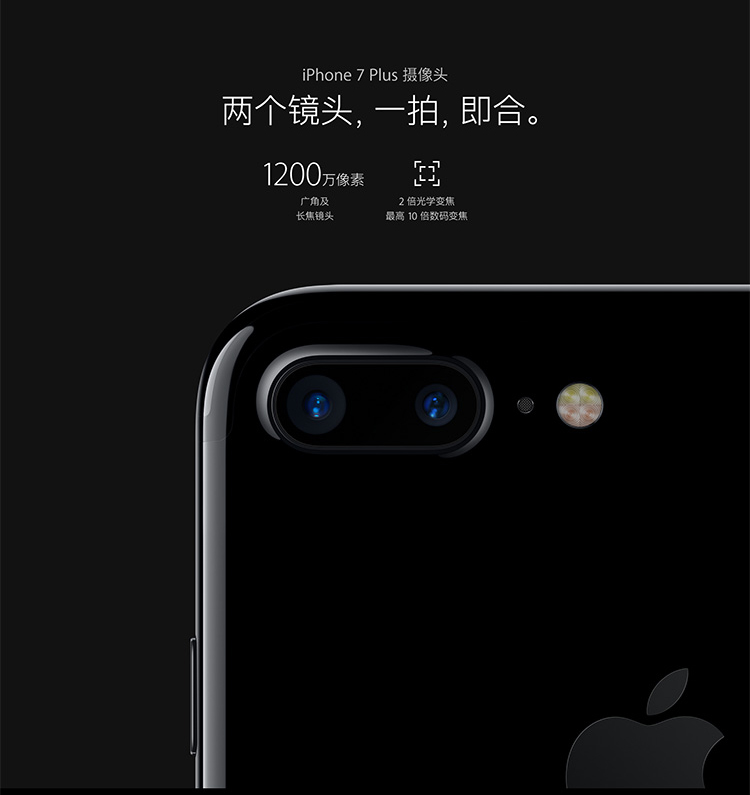 iPhone 7 Plus 摄像头
两个镜头, 一拍, 即合。
1200万像素
广角及
长焦镜头
2 倍光学变焦
最高 10 倍数码变焦